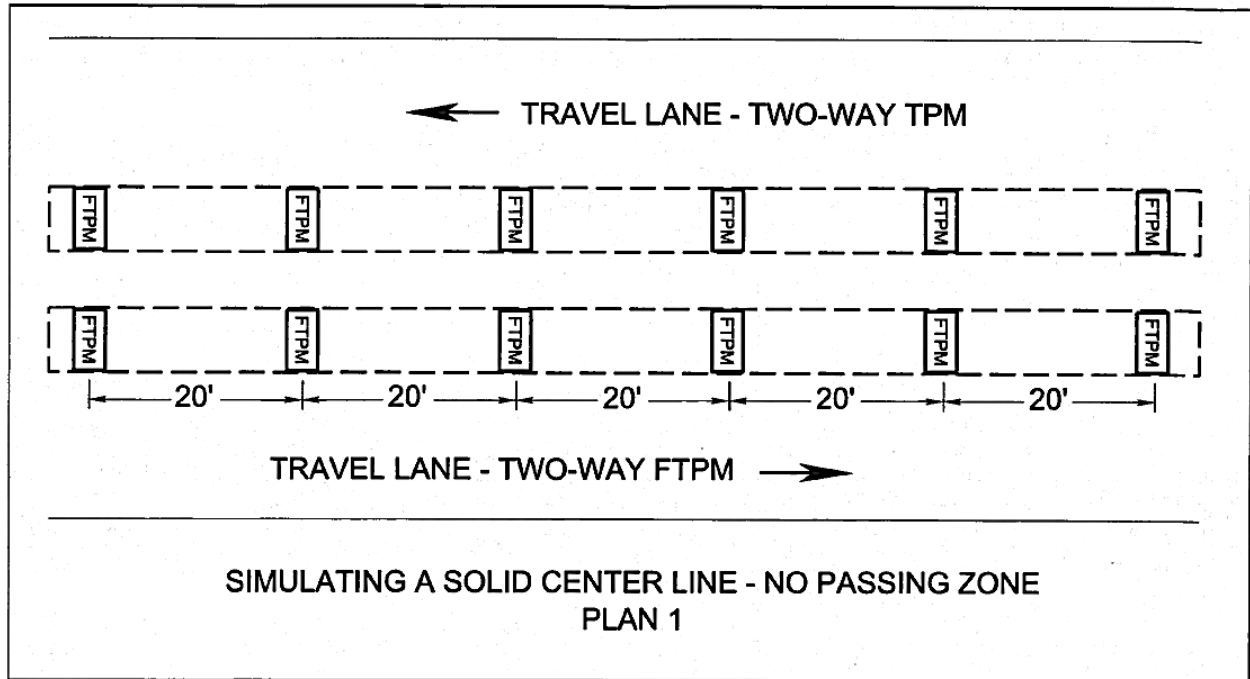 TRAVEL LANE - TWO-WAY TPM
FTPM FTPM FTPM FTPM FTPM FTPM
FTPM FTPM FTPM FTPM FTPM FTPM
20' 20' 20' 20' 20'
TRAVEL LANE - TWO-WAY FTPM
SIMULATING A SOLID CENTER LINE - NO PASSING ZONE
PLAN 1